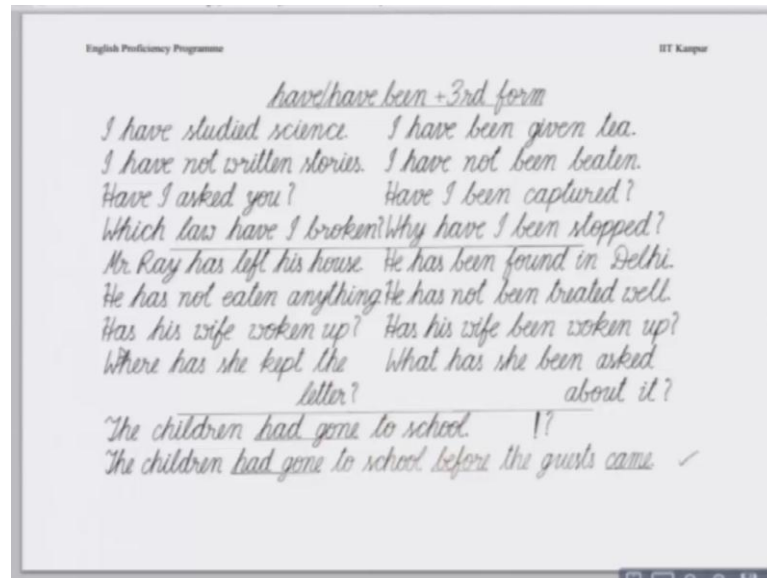 English Proficiency Programme IIT Kanpur
have/have been +3rd form
I have studied science. I have been given tea.
I have not written stories. I have not been beaten.
Have I asked you? Have I been captured?
Which law have I broken? Why have I been stopped?
Mr. Ray has left his house. He has been found in Delhi.
He has not eaten anything He has not been treated well.
Has his wife woken up? Has his wife been woken up?
Where has she kept the What has she been asked
letter? about it?
The children had gone to school. !?
The children had gone to school before the guests came. ✓